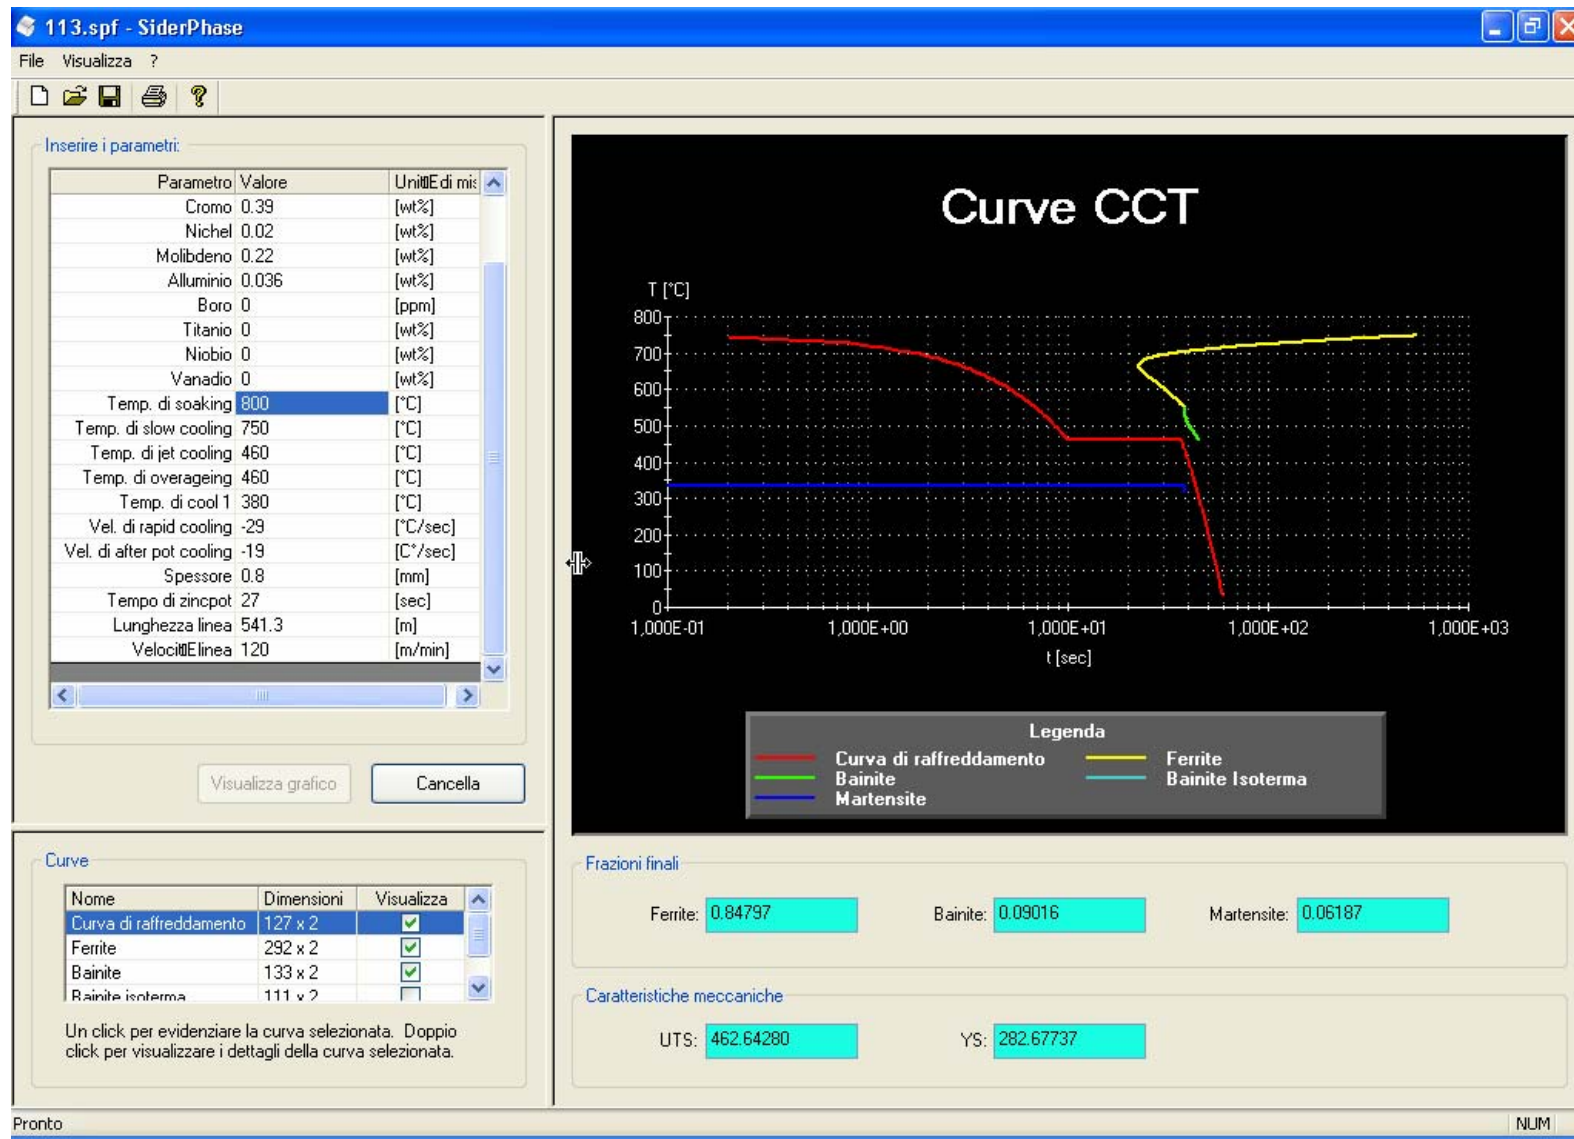 113.spf - SiderPhase
File Visualizza ?
Inserire i parametri:
Parametro Valore
Cromo 0.39 [wt%]
Nichel 0.02 [wt%]
Molibdeno 0.22 [wt%]
Alluminio 0.036 [wt%]
Boro 0 [ppm]
Titanio 0 [wt%]
Niobio 0 [wt%]
Vanadio 0 [wt%]
Temp. di soaking 800 [°C]
Temp. di slow cooling 750 [°C]
Temp. di jet cooling 460 [°C]
Temp. di overageing 460 [°C]
Temp. di cool 1 380 [°C]
Vel. di rapid cooling -29 [°C/sec]
Vel. di after pot cooling -19 [C°/sec]
Spessore 0.8 [mm]
Tempo di zincpot 27 [sec]
Lunghezza linea 541.3 [m]
linea 120 [m/min]
Visualizza grafico Cancella
Curve
Nome Dimensioni Visualizza
Curva di raffreddamento 127 x 2
Ferrite 292 x 2
Bainite 133 x 2
Bainite isoterma 111 x 2
Un click per evidenziare la curva selezionata. Doppio
click per visualizzare i dettagli della curva selezionata.
Curve CCT
T [°C]
800
700
600
500
400
300
200
100
0
1,000E-01 1,000E+00 1,000E+01 1,000E+02 1,000E+03
t [sec]
Legenda
Curva di raffreddamento Ferrite
Bainite Bainite Isoterma
Martensite
Frazioni finali
Ferrite: 0.84797 Bainite: 0.09016 Martensite: 0.06187
Caratteristiche meccaniche
UTS: 462.64280 YS: 282.67737
Pronto NUM